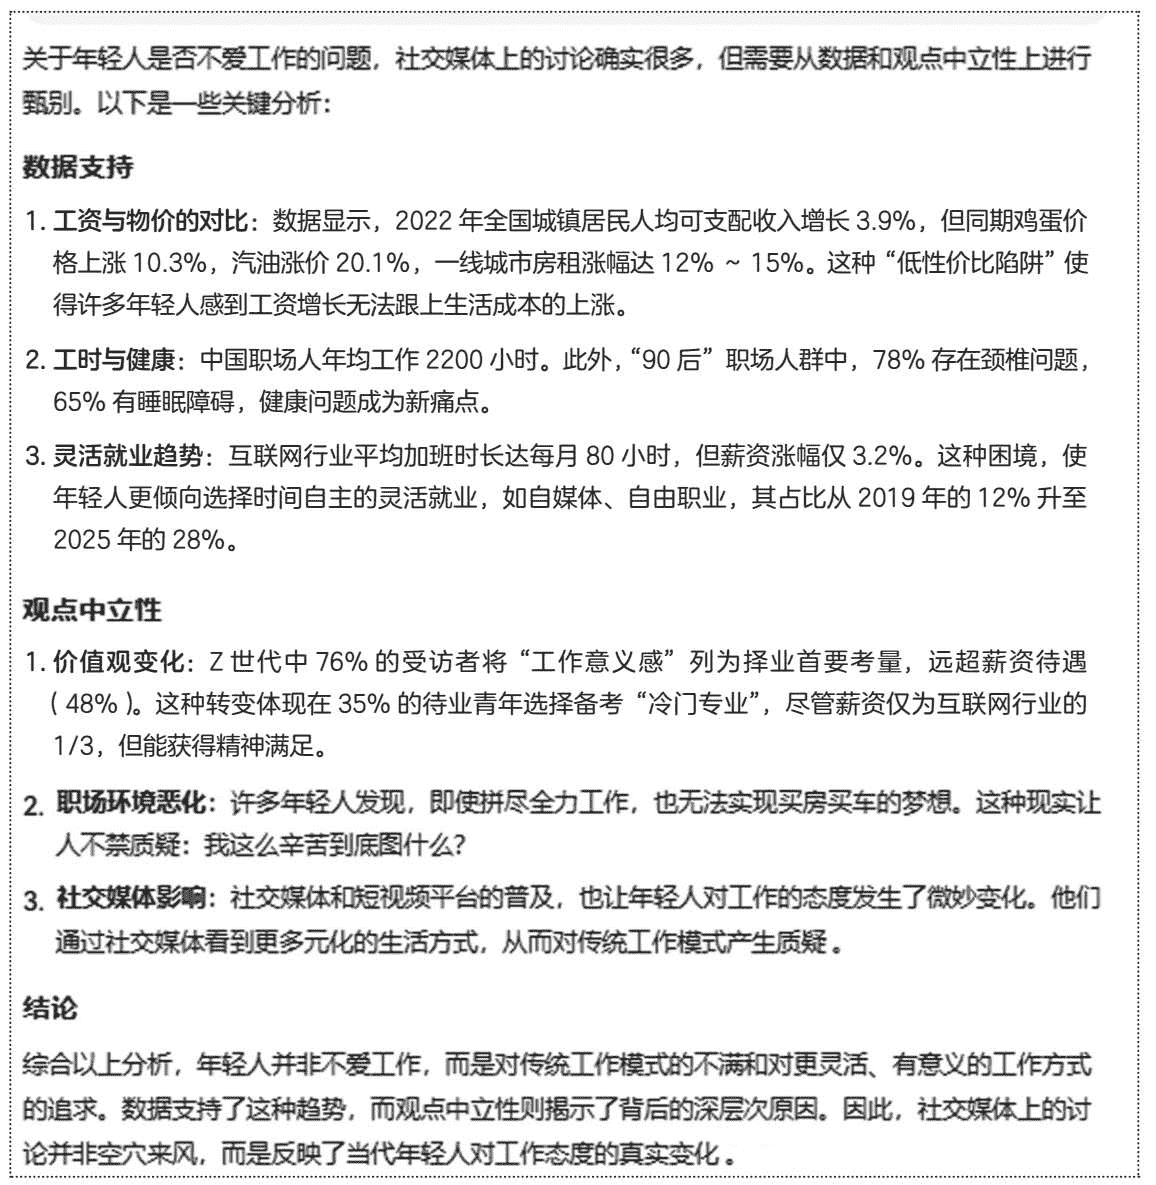 关于年轻人是否不爱工作的问题，社交媒体上的讨论确实很多，但需要从数据和观点中立性上进行
甄别。以下是一些关键分析：
数据支持
1. 工资与物价的对比：数据显示，2022 年全国城镇居民人均可支配收入增长 3.9%，但同期鸡蛋价
格上涨 10.3%，汽油涨价 20.1%，一线城市房租涨幅达 12% ~ 15%。这种 “低性价比陷阱” 使
得许多年轻人感到工资增长无法跟上生活成本的上涨。
2. 工时与健康：中国职场人年均工作 2200 小时。此外，“90 后” 职场人群中，78% 存在颈椎问题，
65% 有睡眠障碍，健康问题成为新痛点。
3. 灵活就业趋势：互联网行业平均加班时长达每月 80 小时，但薪资涨幅仅 3.2%。这种困境，使
年轻人更倾向选择时间自主的灵活就业，如自媒体、自由职业，其占比从 2019 年的 12% 升至
2025 年的 28%。
观点中立性
1. 价值观变化：Z 世代中 76% 的受访者将 “工作意义感” 列为择业首要考量，远超薪资待遇
( 48% )。这种转变体现在 35% 的待业青年选择备考 “冷门专业”，尽管薪资仅为互联网行业的
1/3，但能获得精神满足。
2. 职场环境恶化：许多年轻人发现，即使拼尽全力工作，也无法实现买房买车的梦想。这种现实让
人不禁质疑：我这么辛苦到底图什么？
3. 社交媒体影响：社交媒体和短视频平台的普及，也让年轻人对工作的态度发生了微妙变化。他们
通过社交媒体看到更多元化的生活方式，从而对传统工作模式产生质疑 。
结论
综合以上分析，年轻人并非不爱工作，而是对传统工作模式的不满和对更灵活、有意义的工作方式
的追求。数据支持了这种趋势，而观点中立性则揭示了背后的深层次原因。因此，社交媒体上的讨
论并非空穴来风，而是反映了当代年轻人对工作态度的真实变化 。